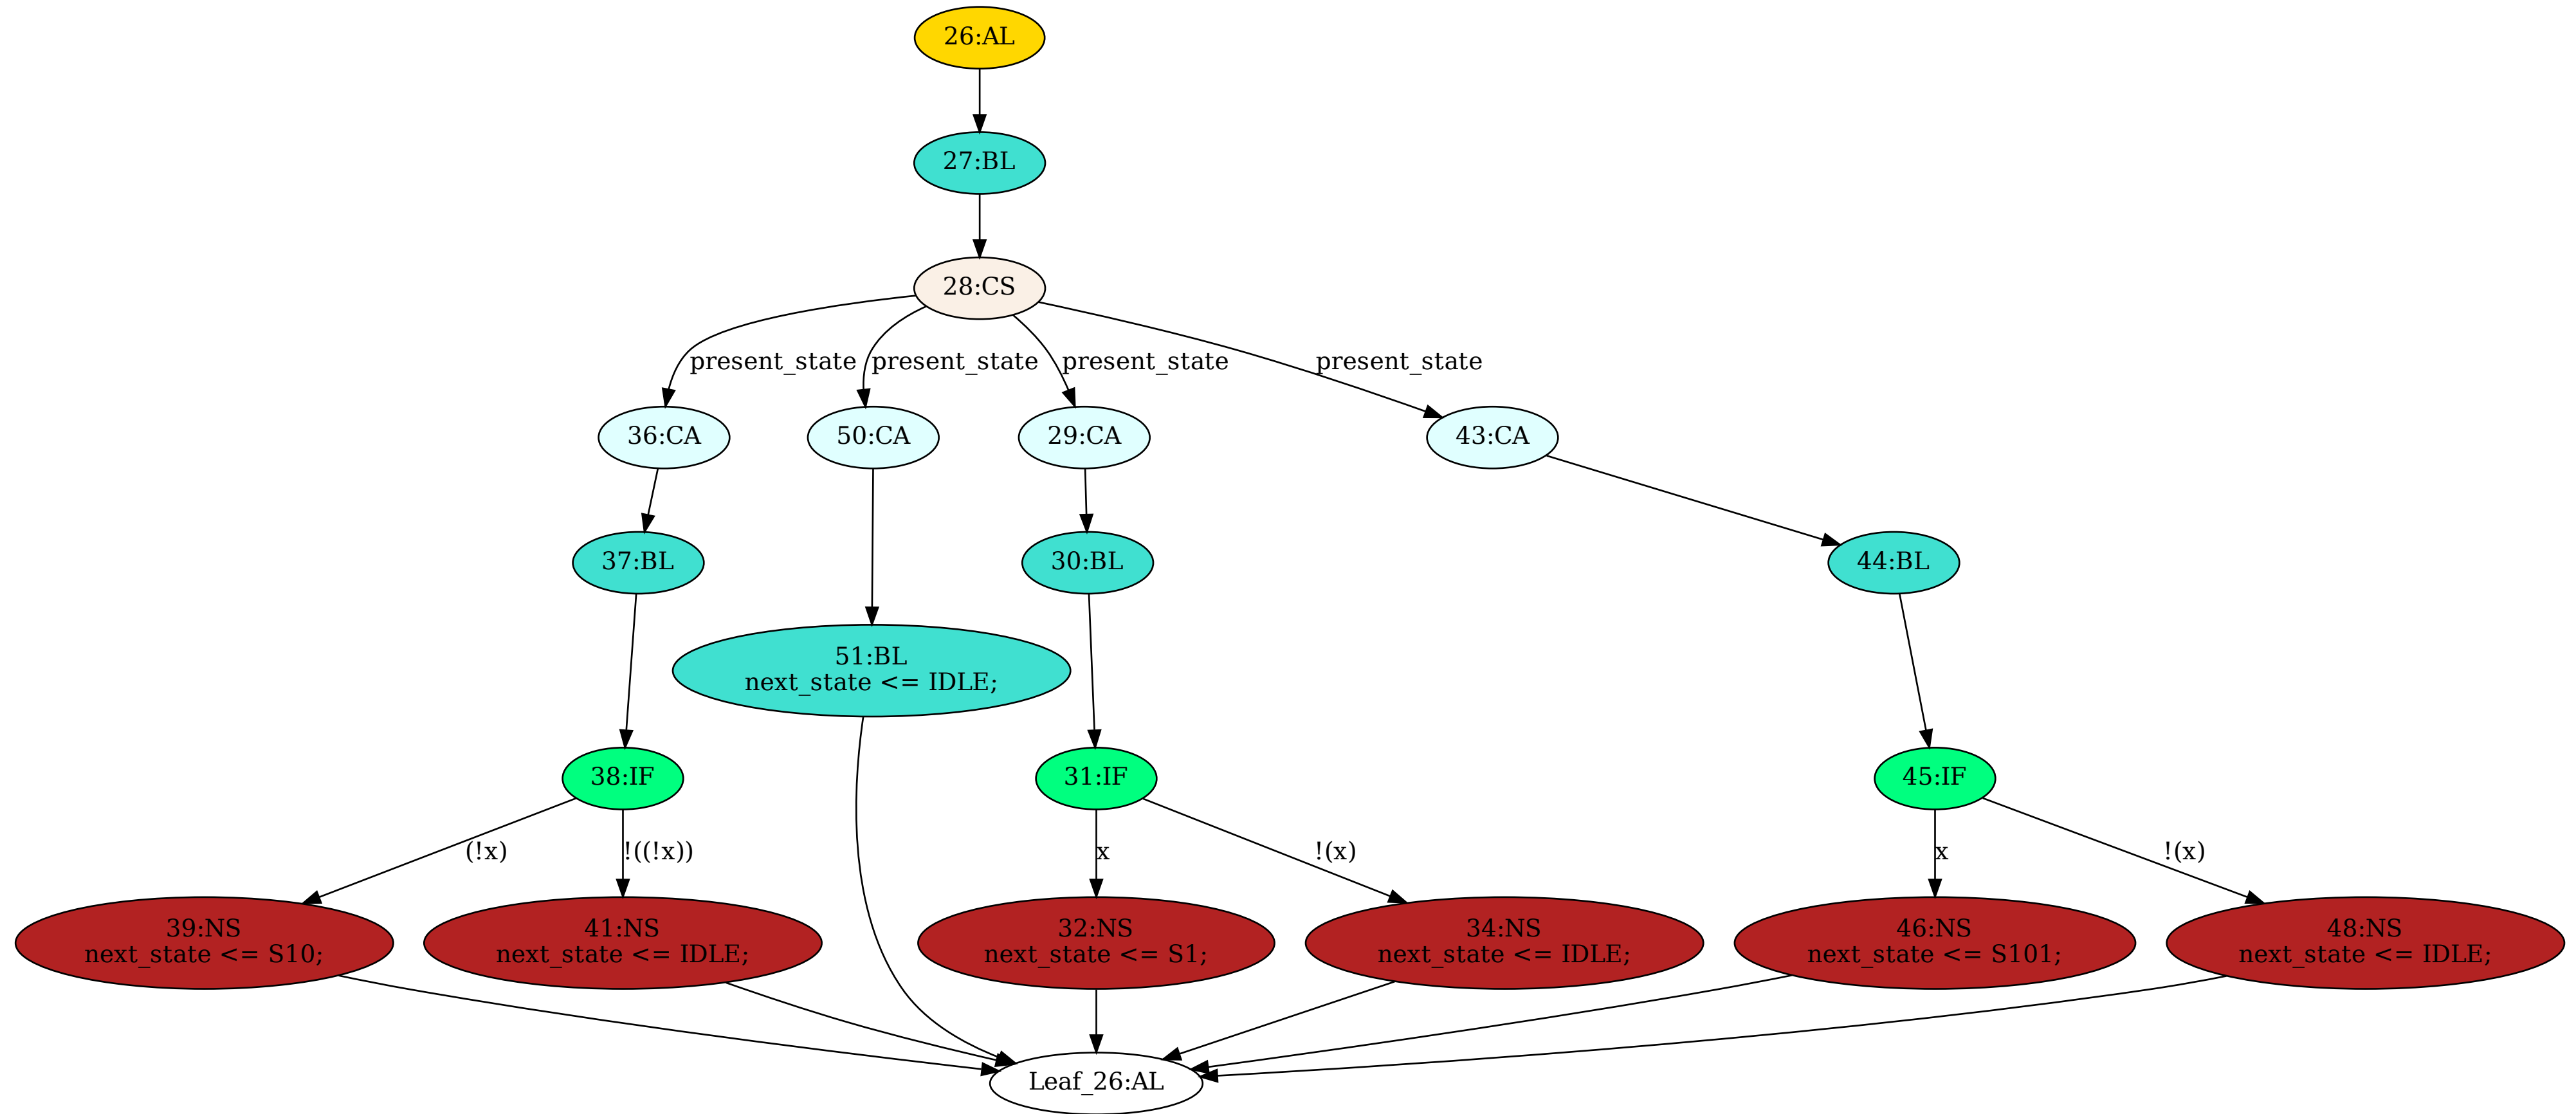 26:AL
27:BL
28:CS
present_state
present_state
present_state
present_state
36:CA
50:CA
29:CA
43:CA
37:BL
30:BL
44:BL
51:BL
next_state <= IDLE;
38:IF
31:IF
45:IF
(!x)
!((!x))
x
!(x)
x
!(x)
39:NS
next_state <= S10;
41:NS
next_state <= IDLE;
32:NS
next_state <= S1;
34:NS
next_state <= IDLE;
46:NS
next_state <= S101;
48:NS
next_state <= IDLE;
Leaf_26:AL